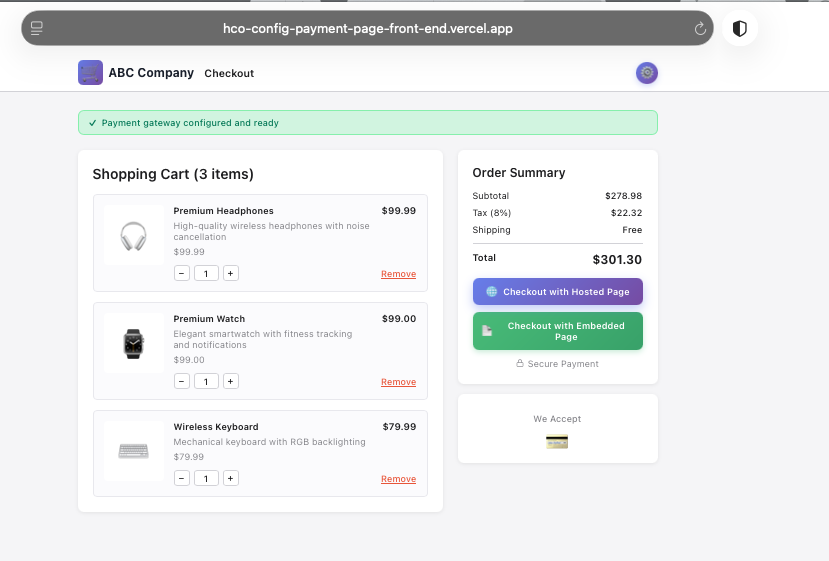 hco-config-payment-page-front-end.vercel.app
ABC Company Checkout
✓ Payment gateway configured and ready
Shopping Cart (3 items)
Premium Headphones $99.99
High-quality wireless headphones with noise
cancellation
$99.99
− 1 +
Remove
Premium Watch $99.00
Elegant smartwatch with fitness tracking
and notifications
$99.00
− 1 +
Remove
Wireless Keyboard $79.99
Mechanical keyboard with RGB backlighting
$79.99
− 1 +
Remove
Order Summary
Subtotal $278.98
Tax (8%) $22.32
Shipping Free
Total $301.30
Checkout with Hosted Page
Checkout with Embedded
Page
Secure Payment
We Accept